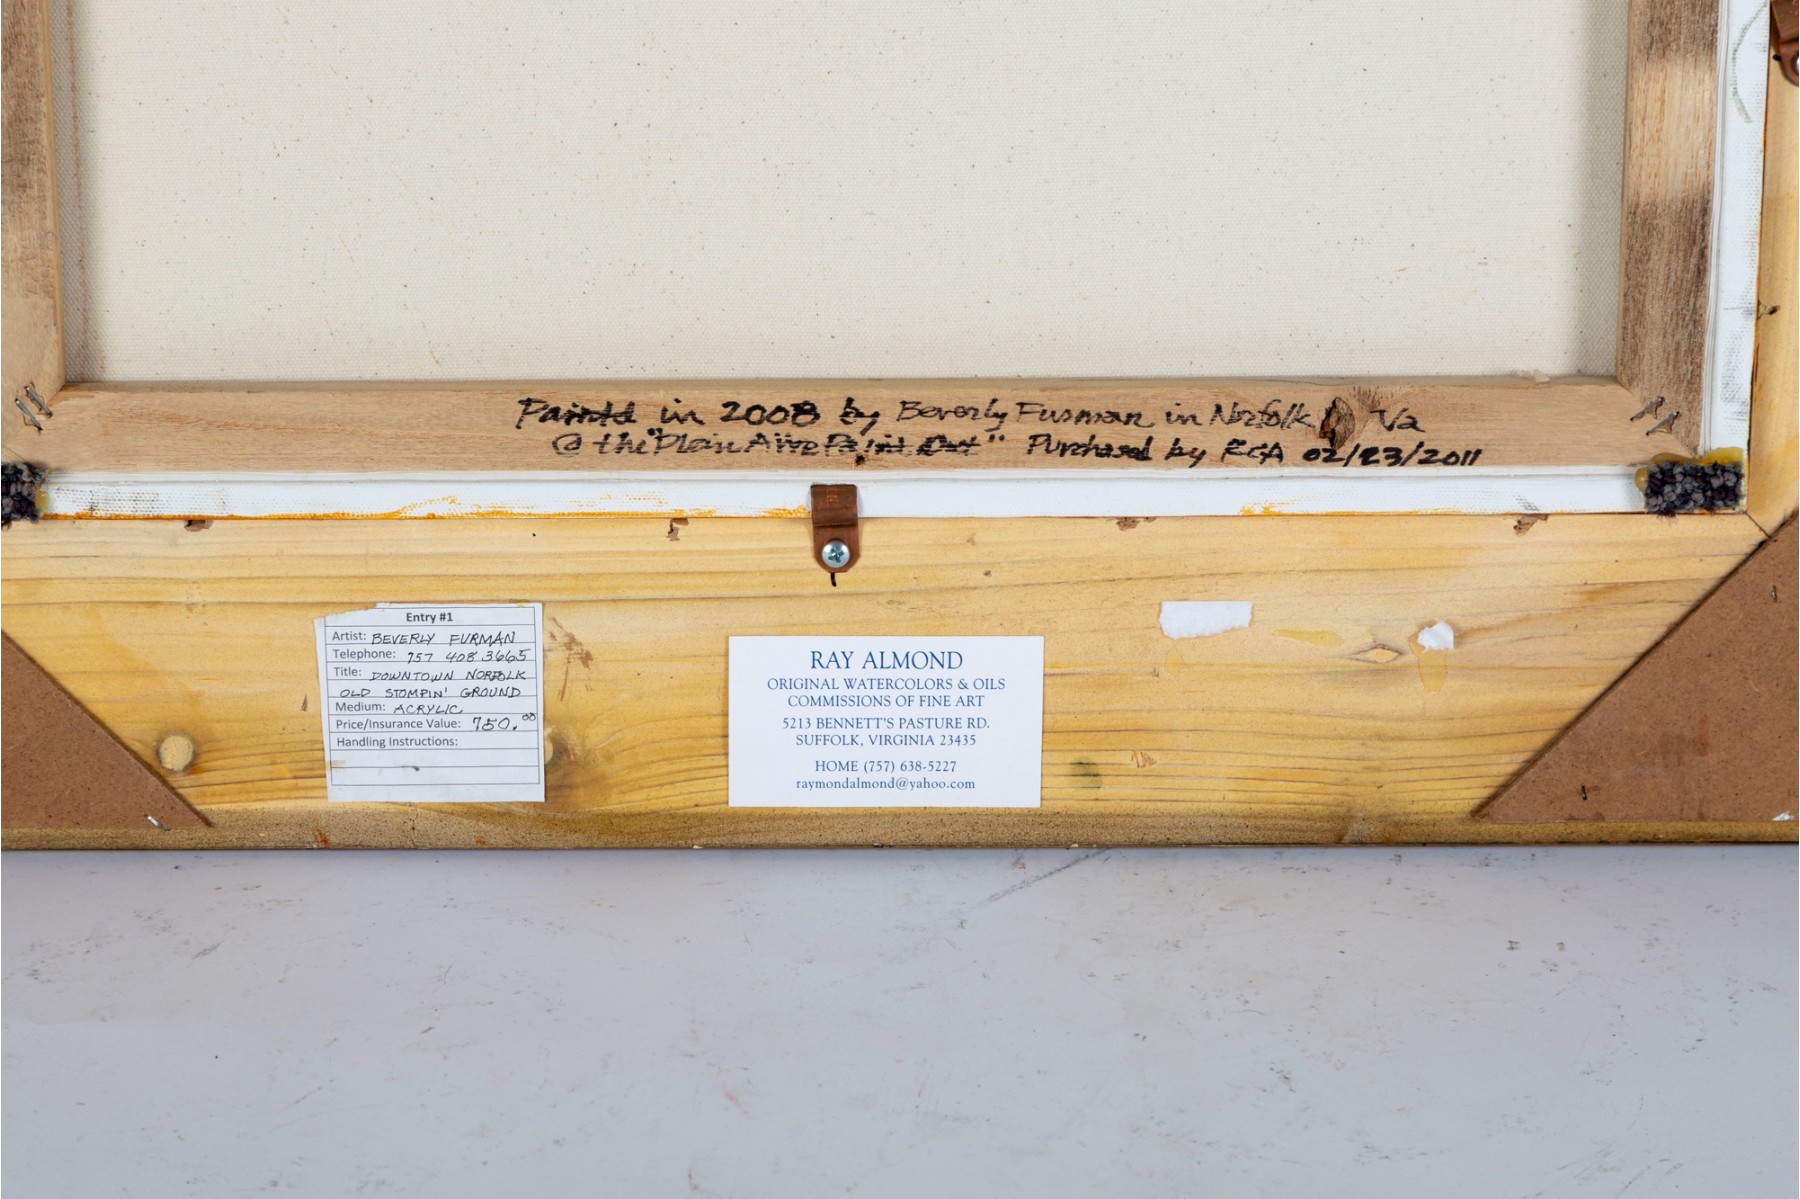 Painted in 2008 by Beverly Furman in Norfolk, Va
@ the "Plein Aire Paint Out" Purchased by RGA 02/23/2011
Entry #1
Artist: BEVERLY FURMAN
Telephone: 757 408 3665
Title: DOWNTOWN NORFOLK
OLD STOMPIN' GROUND
Medium: ACRYLIC
Price/Insurance Value: 750.00
Handling Instructions:
RAY ALMOND
ORIGINAL WATERCOLORS & OILS
COMMISSIONS OF FINE ART
5213 BENNETT'S PASTURE RD.
SUFFOLK, VIRGINIA 23435
HOME (757) 638-5227
raymondalmond@yahoo.com